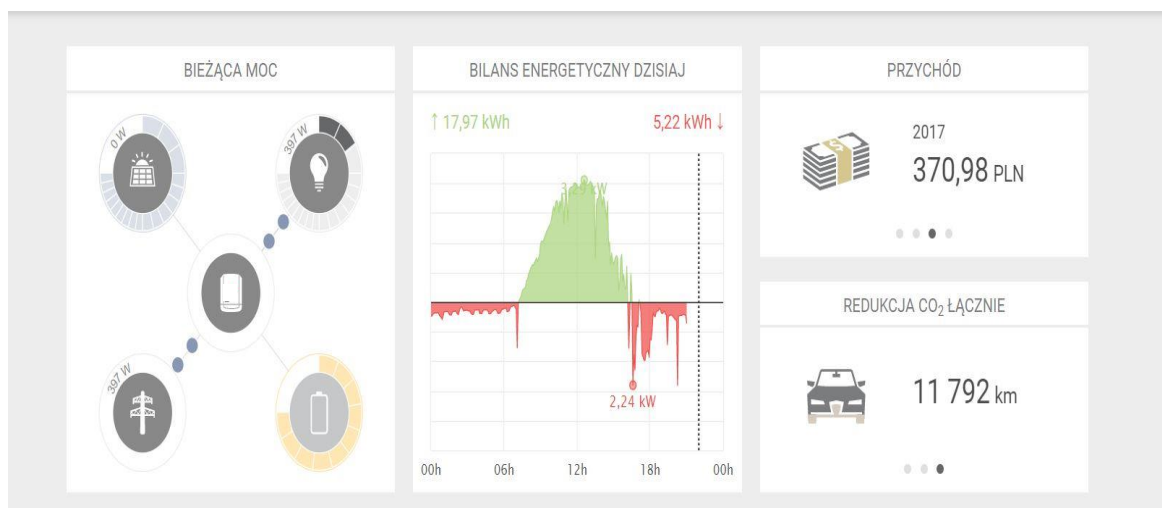 BIEŻĄCA MOC
0 W
397 W
397 W
BILANS ENERGETYCZNY DZISIAJ
↑ 17,97 kWh
5,22 kWh ↓
2,24 kW
00h 06h 12h 18h 00h
PRZYCHÓD
2017
370,98 PLN
REDUKCJA CO₂ ŁĄCZNIE
11 792 km